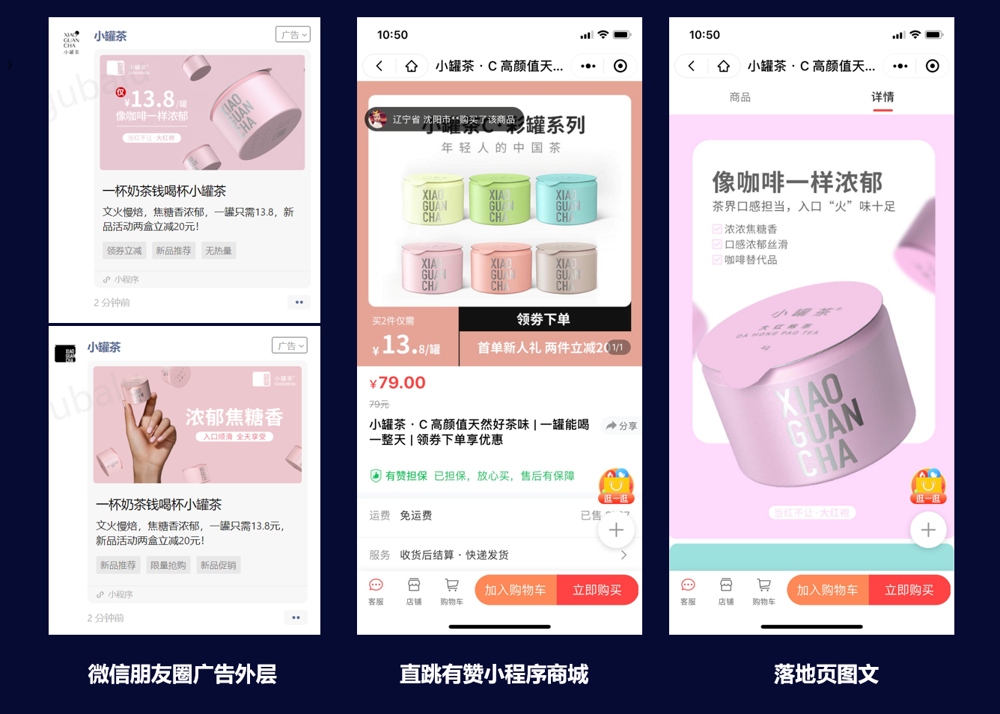 XIAO
GUAN
CHA
小罐茶
小罐茶
广告
小罐茶
仅
¥13.8/罐
像咖啡一样浓郁
当红不让·大红袍
XIAO
GUAN
CHA
一杯奶茶钱喝杯小罐茶
文火慢焙，焦糖香浓郁，一罐只需13.8，新
品活动两盒立减20元！
领券立减 新品推荐 无热量
小程序
2 分钟前
XIAO
GUAN
CHA
小罐茶
广告
小罐茶
浓郁焦糖香
入口顺滑 全天享受
一杯奶茶钱喝杯小罐茶
文火慢焙，焦糖香浓郁，一罐只需13.8元，
新品活动两盒立减20元！
新品推荐 限量抢购 新品促销
小程序
2 分钟前
微信朋友圈广告外层
10:50
小罐茶 · C 高颜值天...
辽宁省 沈阳市**购买了该商品
小罐茶C·彩罐系列
年轻人的中国茶
XIAO
GUAN
CHA
XIAO
GUAN
CHA
XIAO
GUAN
CHA
XIAO
GUAN
CHA
XIAO
GUAN
CHA
XIAO
GUAN
CHA
买2件仅需
¥13.8/罐
领券下单
首单新人礼 两件立减20
1/1
¥79.00
79元
小罐茶 · C 高颜值天然好茶味 | 一罐能喝
一整天 | 领券下单享优惠
分享
有赞担保 已担保，放心买，售后有保障
逛一逛
运费 免运费
已售
服务 收货后结算 · 快递发货
客服 店铺 购物车 加入购物车 立即购买
直跳有赞小程序商城
10:50
小罐茶 · C 高颜值天...
商品 详情
像咖啡一样浓郁
茶界口感担当，入口“火”味十足
浓浓焦糖香
口感浓郁丝滑
咖啡替代品
小罐茶
大红袍茶
DA HONG PAO TEA
4g
XIAO
GUAN
CHA
当红不让·大红袍
逛一逛
客服 店铺 购物车 加入购物车 立即购买
落地页图文